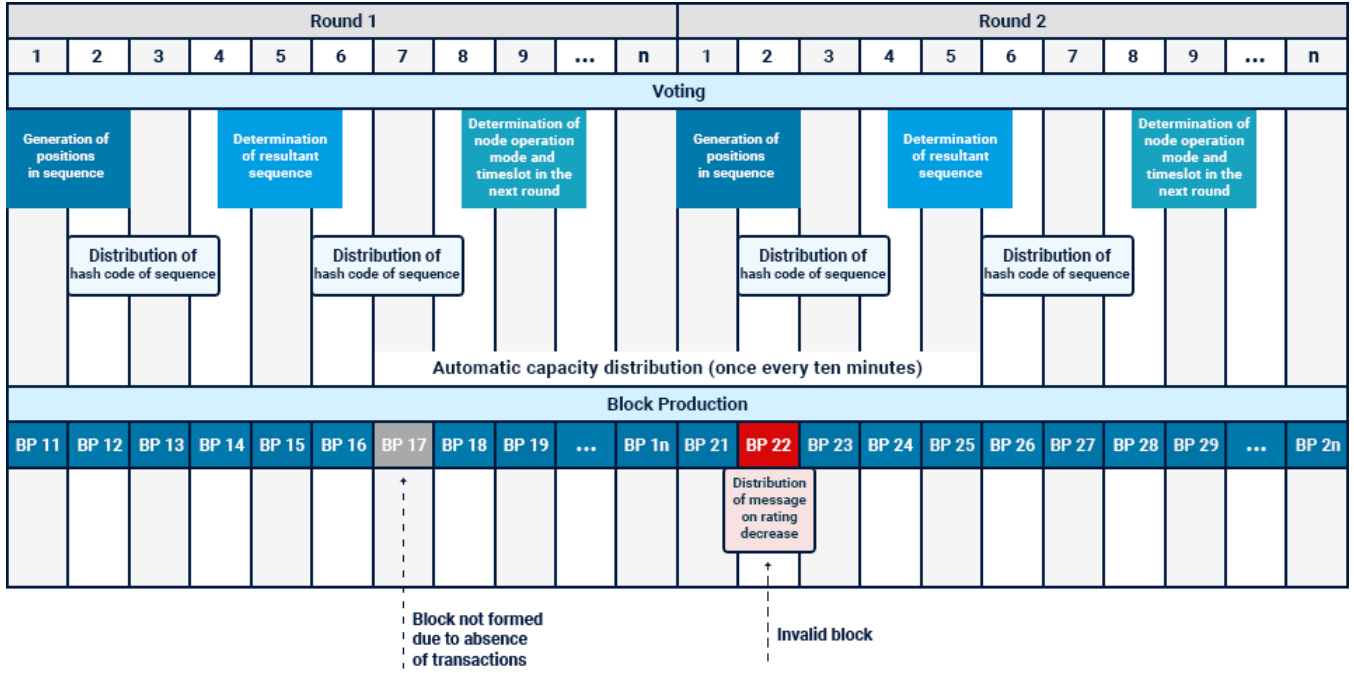 Round 1 Round 2
1 2 3 4 5 6 7 8 9 ... n 1 2 3 4 5 6 7 8 9 ... n
Voting
Generation of
positions
in sequence
Determination
of resultant
sequence
Determination of
node operation
mode and
timeslot in the
next round
Generation of
positions
in sequence
Determination
of resultant
sequence
Determination of
node operation
mode and
timeslot in the
next round
Distribution of
hash code of sequence
Distribution of
hash code of sequence
Distribution of
hash code of sequence
Distribution of
hash code of sequence
Automatic capacity distribution (once every ten minutes)
Block Production
BP 11 BP 12 BP 13 BP 14 BP 15 BP 16 BP 17 BP 18 BP 19 ... BP 1n BP 21 BP 22 BP 23 BP 24 BP 25 BP 26 BP 27 BP 28 BP 29 ... BP 2n
Distribution
of message
on rating
decrease
Block not formed
due to absence
of transactions
Invalid block